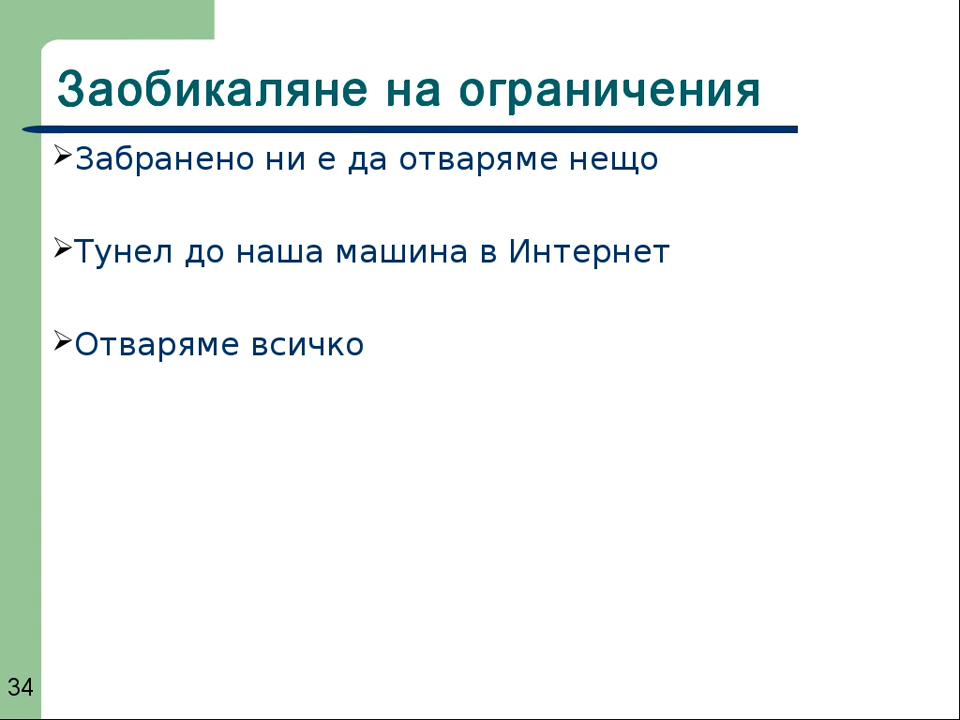 Заобикаляне на ограничения
Забранено ни е да отваряме нещо
Тунел до наша машина в Интернет
Отваряме всичко
34